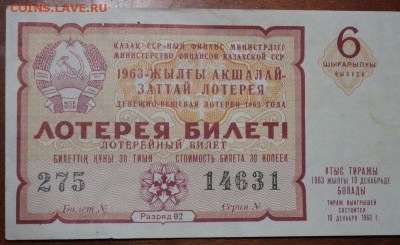 COINS.LAVE.RU
ҚАЗАҚ ССР-НЫҢ ФИНАНС МИНИСТРЛІГІ
МИНИСТЕРСТВО ФИНАНСОВ КАЗАХСКОЙ ССР
1963-ЖЫЛҒЫ АҚШАЛАЙ-
ЗАТТАЙ ЛОТЕРЕЯ
ДЕНЕЖНО-ВЕЩЕВАЯ ЛОТЕРЕЯ 1963 ГОДА
ЛОТЕРЕЯ БИЛЕТІ
ЛОТЕРЕЙНЫЙ БИЛЕТ
БИЛЕТТІҢ ҚҰНЫ 30 ТИЫН
СТОИМОСТЬ БИЛЕТА 30 КОПЕЕК
275
14631
Билет №
Разряд 02
Серия №
6
ШЫҒАРЫЛУЫ
ВЫПУСК
ҰТЫС ТИРАЖЫ
1963 ЖЫЛҒЫ 10 ДЕКАБРЬДЕ
БОЛАДЫ
ТИРАЖ ВЫИГРЫШЕЙ
СОСТОИТСЯ
10 ДЕКАБРЯ 1963 Г.